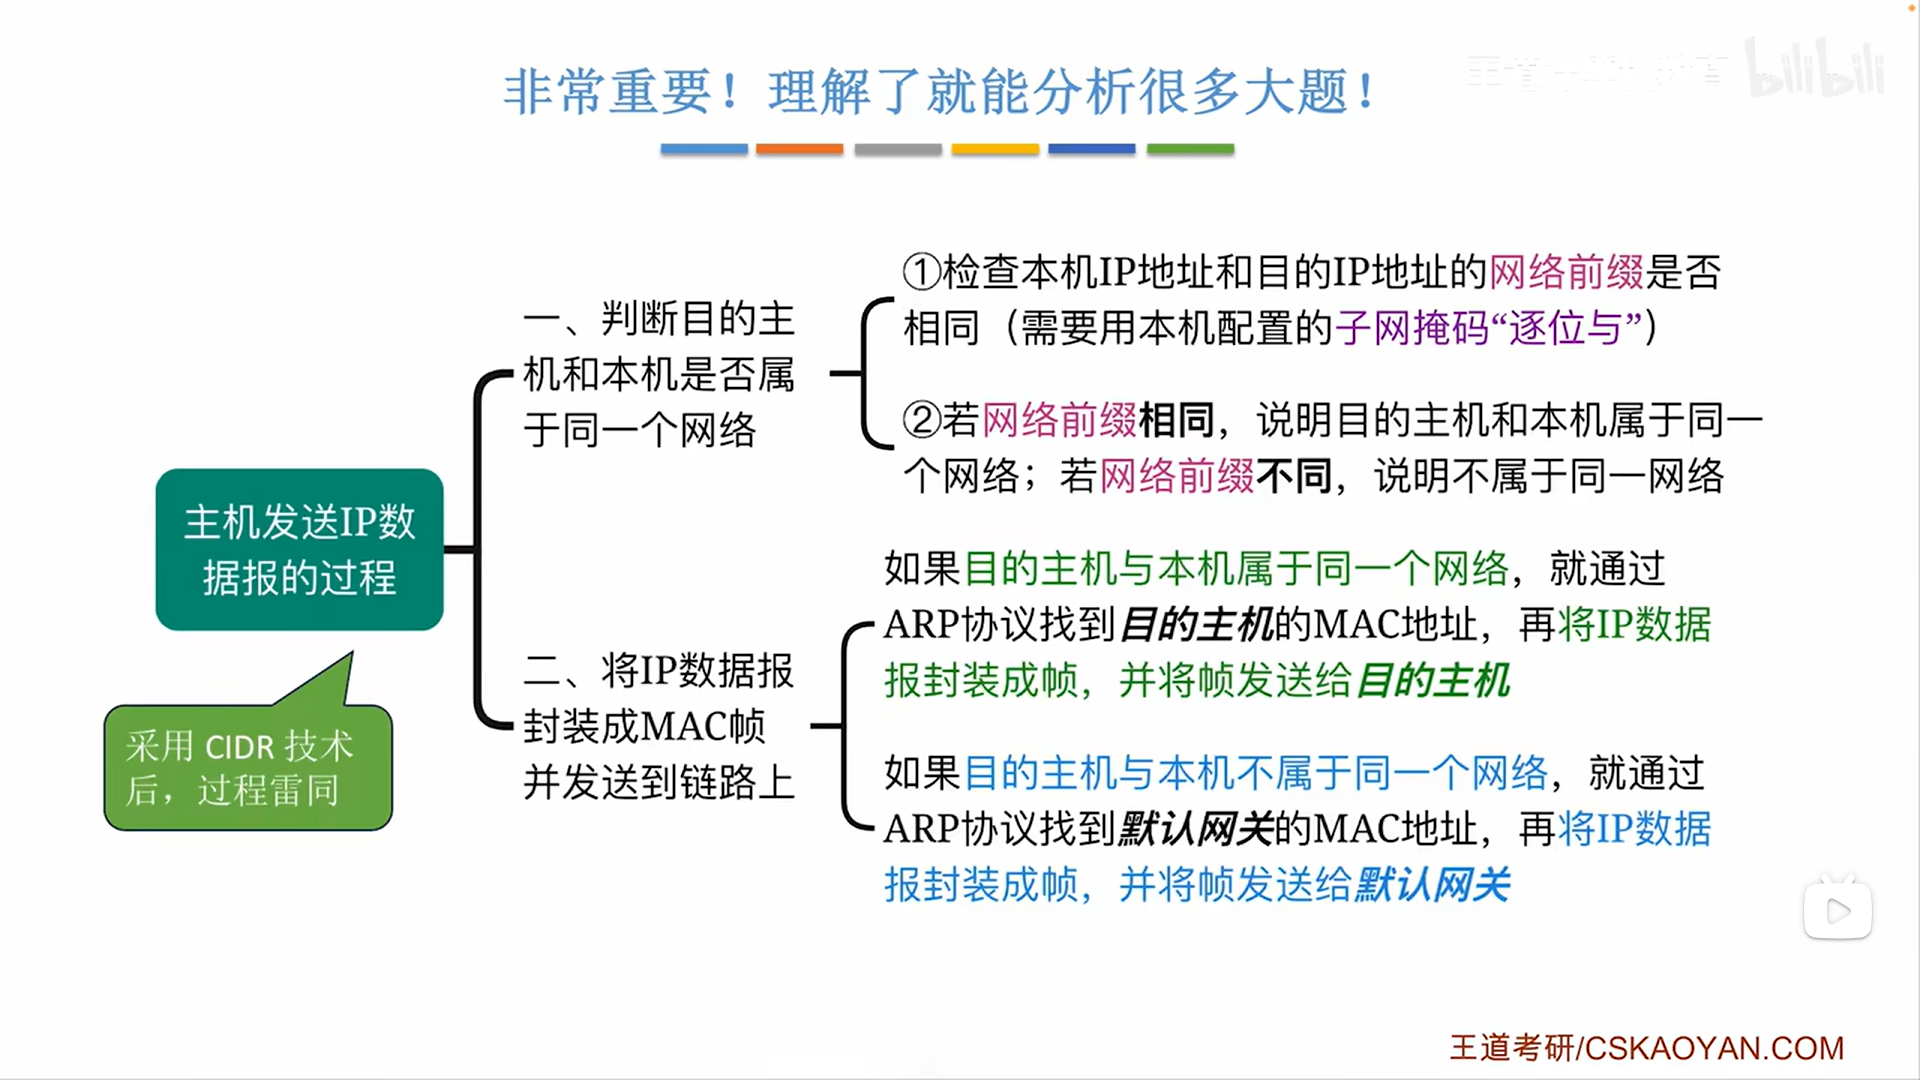 非常重要！理解了就能分析很多大题！
bilibili
①检查本机IP地址和目的IP地址的网络前缀是否
相同（需要用本机配置的子网掩码“逐位与”）
一、判断目的主
机和本机是否属
于同一个网络
②若网络前缀相同，说明目的主机和本机属于同一
个网络；若网络前缀不同，说明不属于同一网络
主机发送IP数
据报的过程
采用 CIDR 技术
后，过程雷同
二、将IP数据报
封装成MAC帧
并发送到链路上
如果目的主机与本机属于同一个网络，就通过
ARP协议找到目的主机的MAC地址，再将IP数据
报封装成帧，并将帧发送给目的主机
如果目的主机与本机不属于同一个网络，就通过
ARP协议找到默认网关的MAC地址，再将IP数据
报封装成帧，并将帧发送给默认网关
王道考研/CSKAOYAN.COM